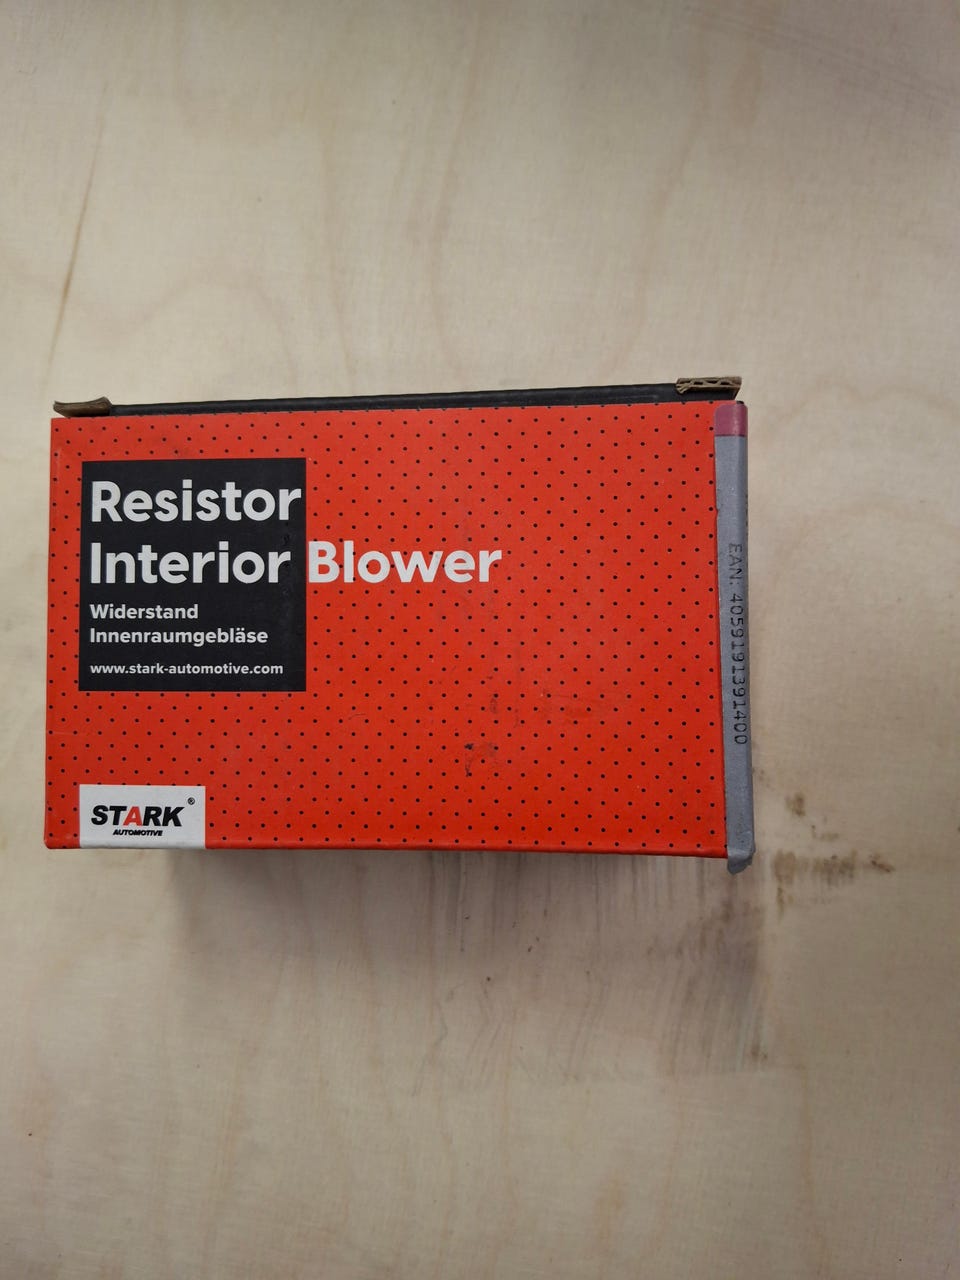 Resistor
Interior Blower
Widerstand
Innenraumgebläse
www.stark-automotive.com
STARK®
AUTOMOTIVE
EAN: 4059191391400